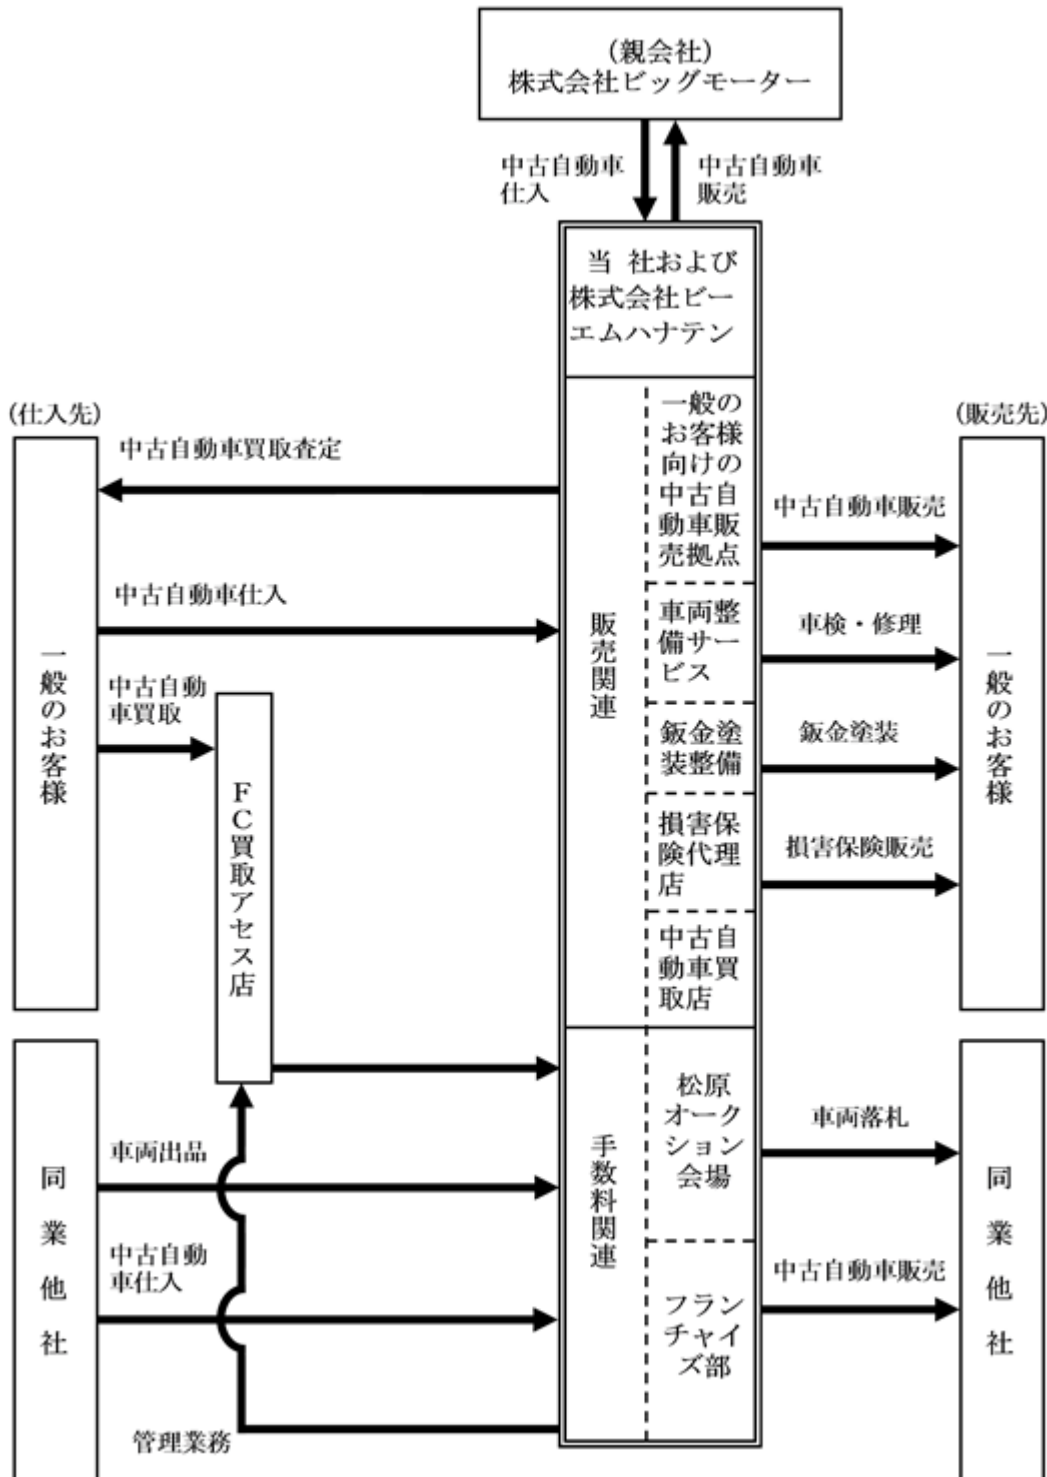 (親会社)
株式会社ビッグモーター
中古自動車
仕入
中古自動車
販売
当 社および
株式会社ビー
エムハナテン
(仕入先)
(販売先)
一般のお客様
同業他社
中古自動車買取査定
中古自動車仕入
中古自動
車買取
FC買取アセス店
車両出品
中古自動
車仕入
管理業務
販売関連
一般の
お客様
向けの
中古自
動車販
売拠点
車両整
備サー
ビス
鈑金塗
装整備
損害保
険代理
店
中古自
動車買
取店
手数料関連
松原
オーク
ション
会場
フラン
チャイ
ズ部
中古自動車販売
車検・修理
鈑金塗装
損害保険販売
車両落札
中古自動車販売
一般のお客様
同業他社